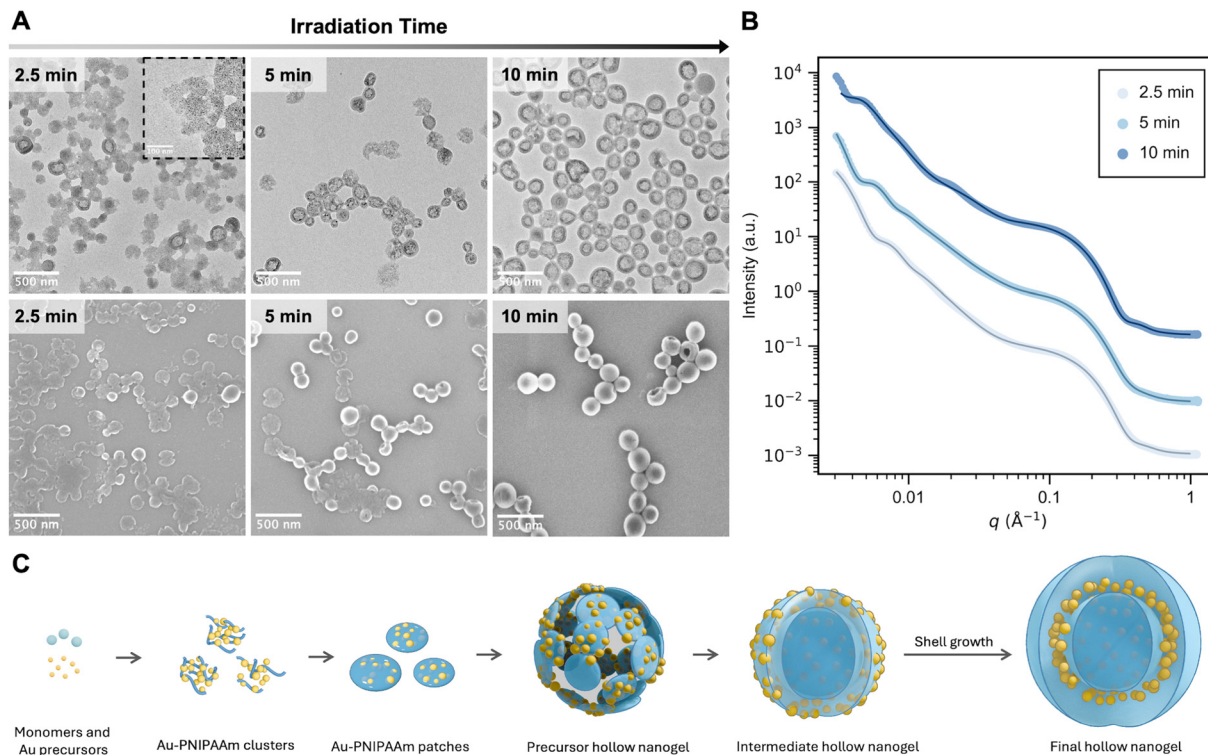 A
Irradiation Time
2.5 min
5 min
10 min
100 nm
500 nm
500 nm
500 nm
2.5 min
5 min
10 min
500 nm
500 nm
500 nm
B
2.5 min
5 min
10 min
10⁴
10³
10²
10¹
10⁰
10⁻¹
10⁻²
10⁻³
Intensity (a.u.)
0.01
0.1
1
q (Å⁻¹)
C
Shell growth
Monomers and
Au precursors
Au-PNIPAAm clusters
Au-PNIPAAm patches
Precursor hollow nanogel
Intermediate hollow nanogel
Final hollow nanogel